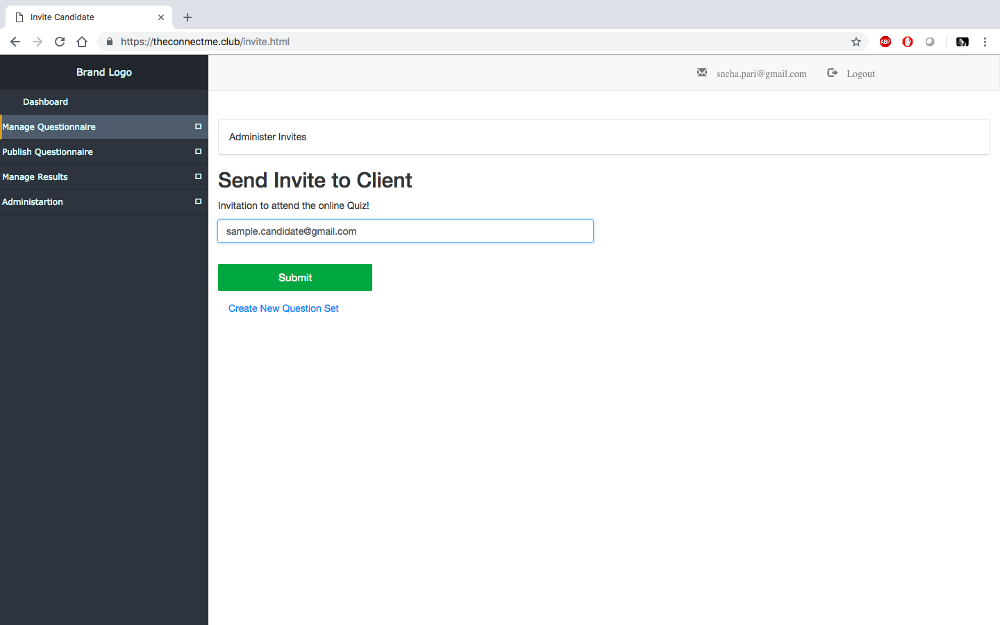 Invite Candidate
https://theconnectme.club/invite.html
ABP
Brand Logo
sneha.pari@gmail.com
Logout
Dashboard
Manage Questionnaire
Publish Questionnaire
Manage Results
Administartion
Administer Invites
Send Invite to Client
Invitation to attend the online Quiz!
sample.candidate@gmail.com
Submit
Create New Question Set